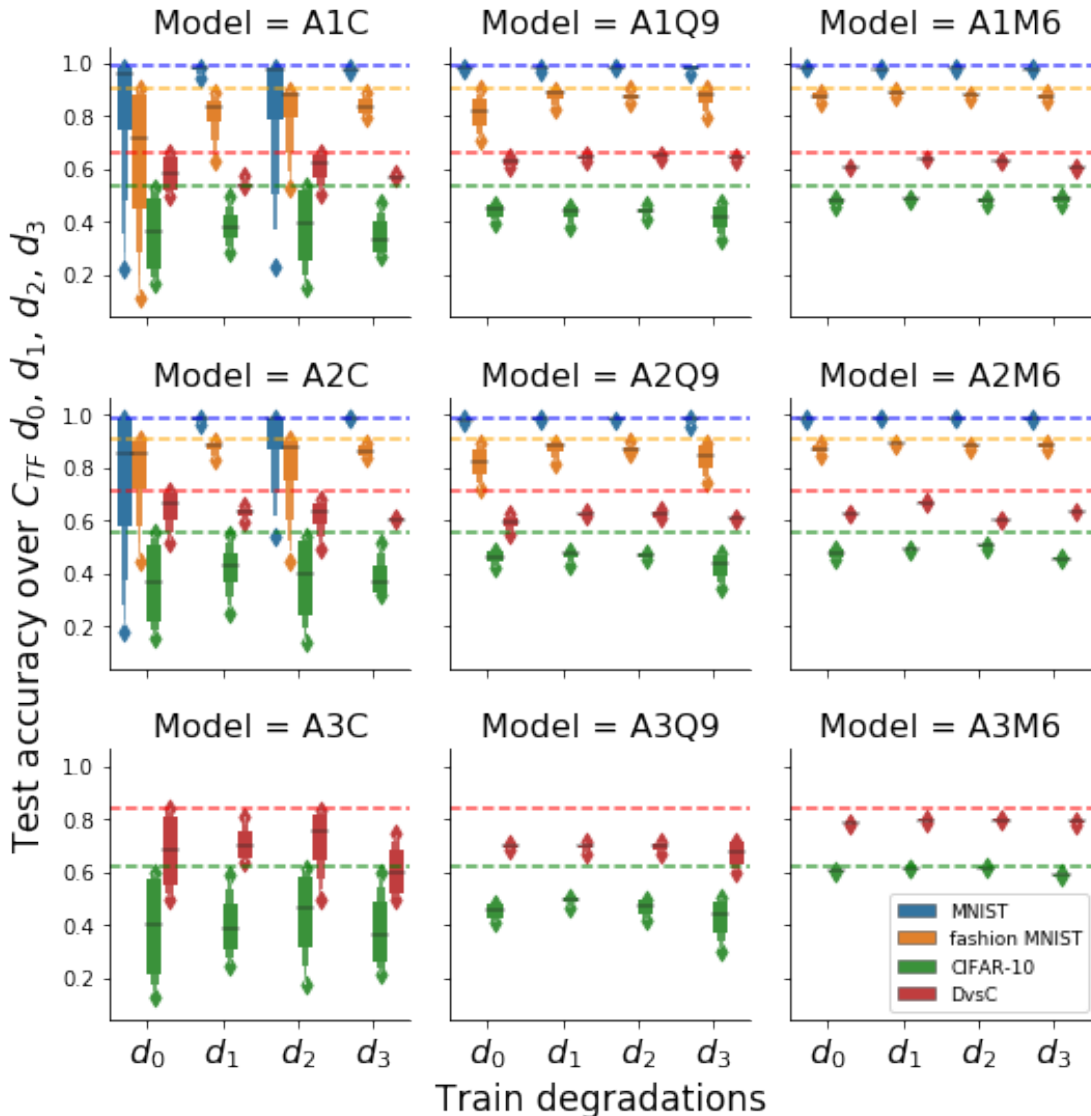 Model = A1C Model = A1Q9 Model = A1M6
1.0
0.8
0.6
0.4
0.2
Model = A2C Model = A2Q9 Model = A2M6
1.0
0.8
0.6
0.4
0.2
Model = A3C Model = A3Q9 Model = A3M6
1.0
0.8
0.6
0.4
0.2
Test accuracy over C_{TF} d_0, d_1, d_2, d_3
MNIST
fashion MNIST
CIFAR-10
DvsC
d_0 d_1 d_2 d_3 d_0 d_1 d_2 d_3 d_0 d_1 d_2 d_3
Train degradations